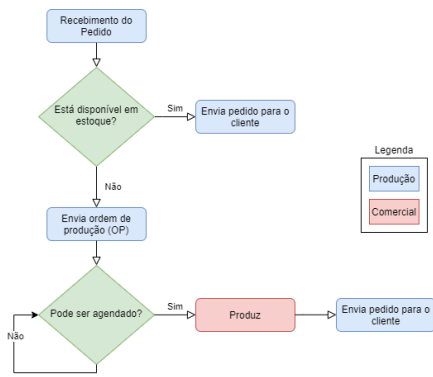 Recebimento do
Pedido
Está disponível em
estoque?
Sim
Envia pedido para o
cliente
Legenda
Produção
Comercial
Não
Envia ordem de
produção (OP)
Pode ser agendado?
Sim
Produz
Envia pedido para o
cliente
Não